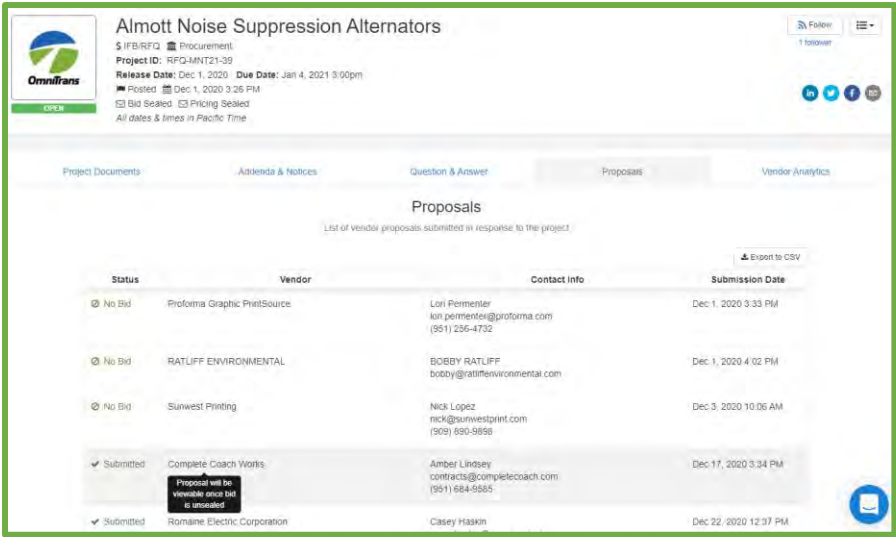 OmniTrans
OPEN
Almott Noise Suppression Alternators
$ IFB/RFQ Procurement
Project ID: RFQ-MNT21-39
Release Date: Dec 1, 2020 Due Date: Jan 4, 2021 3:00pm
Posted Dec 1, 2020 3:26 PM
Bid Sealed Pricing Sealed
All dates & times in Pacific Time
Follow
1 follower
Project Documents Addenda & Notices Question & Answer Proposals Vendor Analytics
Proposals
List of vendor proposals submitted in response to the project
Export to CSV
Status Vendor Contact Info Submission Date
No Bid Proforma Graphic PrintSource Lori Permenter Dec 1, 2020 3:33 PM
lori.permenter@proforma.com
(951) 256-4732
No Bid RATLIFF ENVIRONMENTAL BOBBY RATLIFF Dec 1, 2020 4:02 PM
bobby@ratliffenvironmental.com
No Bid Sunwest Printing Nick Lopez Dec 3, 2020 10:06 AM
nick@sunwestprint.com
(909) 890-9898
Submitted Complete Coach Works Amber Lindsey Dec 17, 2020 3:34 PM
contracts@completecoach.com
(951) 684-9585
Proposal will be
viewable once bid
is unsealed
Submitted Romaine Electric Corporation Casey Haskin Dec 22, 2020 12:37 PM